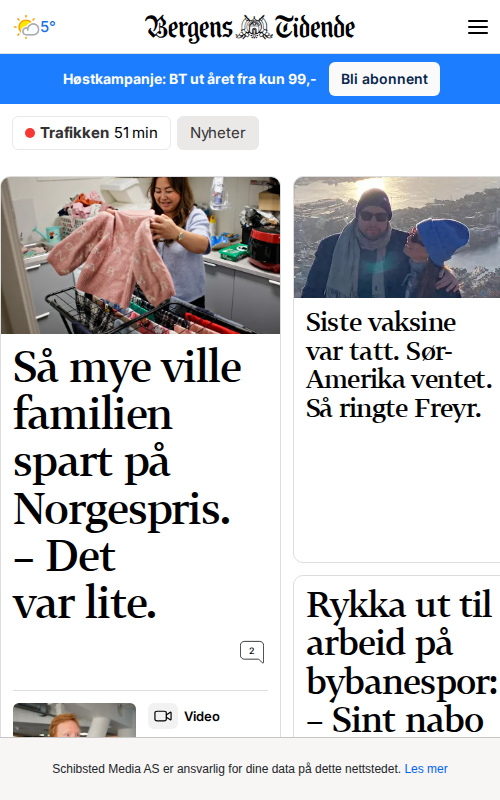 5°
Bergens Tidende
Høstkampanje: BT ut året fra kun 99,-
Bli abonnent
Trafikken 51 min
Nyheter
Så mye ville
familien
spart på
Norgespris.
– Det
var lite.
2
Video
Siste vaksine
var tatt. Sør-
Amerika ventet.
Så ringte Freyr.
Rykka ut til
arbeid på
bybanespor:
– Sint nabo
Schibsted Media AS er ansvarlig for dine data på dette nettstedet. Les mer